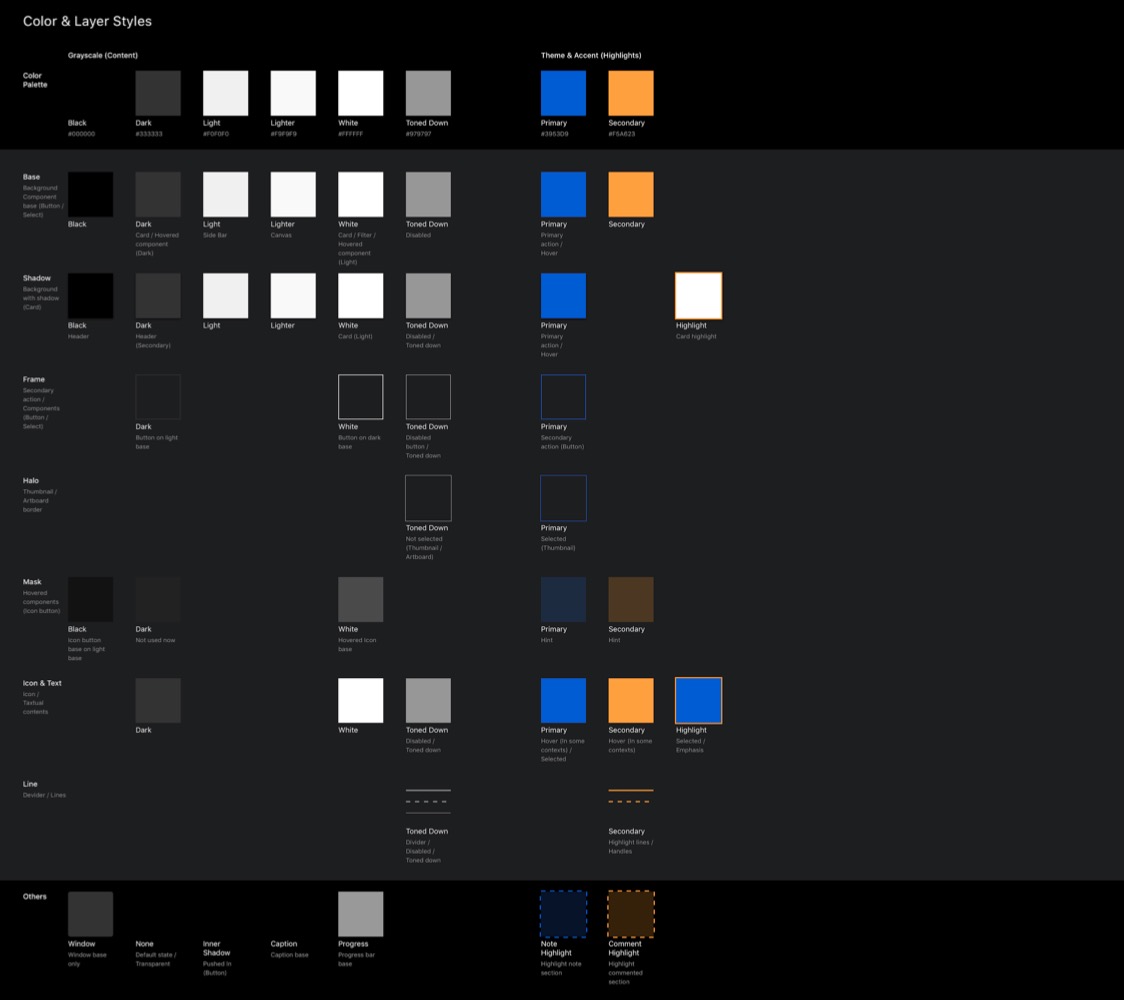 Color & Layer Styles
Grayscale (Content)
Theme & Accent (Highlights)
Color
Palette
Black
#000000
Dark
#333333
Light
#F0F0F0
Lighter
#F9F9F9
White
#FFFFFF
Toned Down
#979797
Primary
#3953D9
Secondary
#F5A623
Base
Background
Component
base (Button /
Select)
Black
Dark
Card / Hovered
component
(Dark)
Light
Side Bar
Lighter
Canvas
White
Card / Filter /
Hovered
component
(Light)
Toned Down
Disabled
Primary
Primary
action /
Hover
Secondary
Shadow
Background
with shadow
(Card)
Black
Header
Dark
Header
(Secondary)
Light
Lighter
White
Card (Light)
Toned Down
Disabled /
Toned down
Primary
Primary
action /
Hover
Highlight
Card highlight
Frame
Secondary
action /
Components
(Button /
Select)
Dark
Button on light
base
White
Button on dark
base
Toned Down
Disabled
button /
Toned down
Primary
Secondary
action (Button)
Halo
Thumbnail /
Artboard
border
Toned Down
Not selected
(Thumbnail /
Artboard)
Primary
Selected
(Thumbnail)
Mask
Hovered
components
(Icon button)
Black
Icon button
base on light
base
Dark
Not used now
White
Hovered icon
base
Primary
Hint
Secondary
Hint
Icon & Text
Icon /
Textual
contents
Dark
White
Toned Down
Disabled /
Toned down
Primary
Hover (In some
contexts) /
Selected
Secondary
Hover (In some
contexts)
Highlight
Selected /
Emphasis
Line
Devider / Lines
Toned Down
Divider /
Disabled /
Toned down
Secondary
Highlight lines /
Handles
Others
Window
Window base
only
None
Default state /
Transparent
Inner
Shadow
Pushed in
(Button)
Caption
Caption base
Progress
Progress bar
base
Note
Highlight
Highlight note
section
Comment
Highlight
Highlight
commented
section